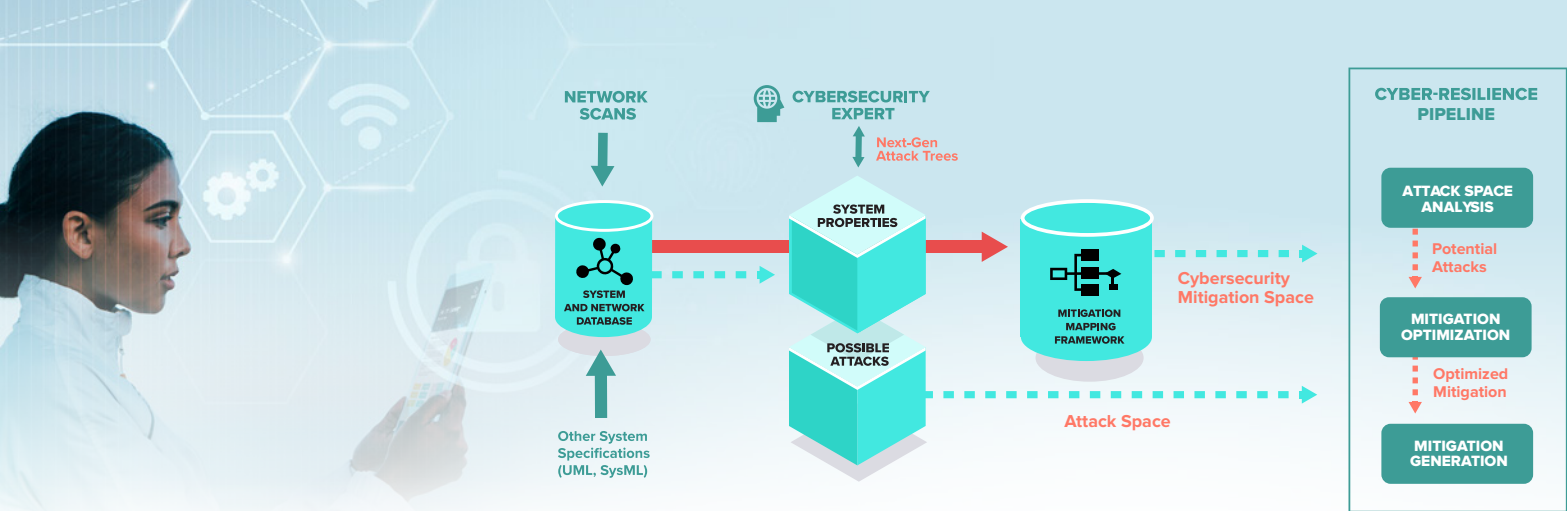 NETWORK
SCANS
CYBERSECURITY
EXPERT
Next-Gen
Attack Trees
SYSTEM
AND NETWORK
DATABASE
Other System
Specifications
(UML, SysML)
SYSTEM
PROPERTIES
POSSIBLE
ATTACKS
MITIGATION
MAPPING
FRAMEWORK
Cybersecurity
Mitigation Space
Attack Space
CYBER-RESILIENCE
PIPELINE
ATTACK SPACE
ANALYSIS
Potential
Attacks
MITIGATION
OPTIMIZATION
Optimized
Mitigation
MITIGATION
GENERATION